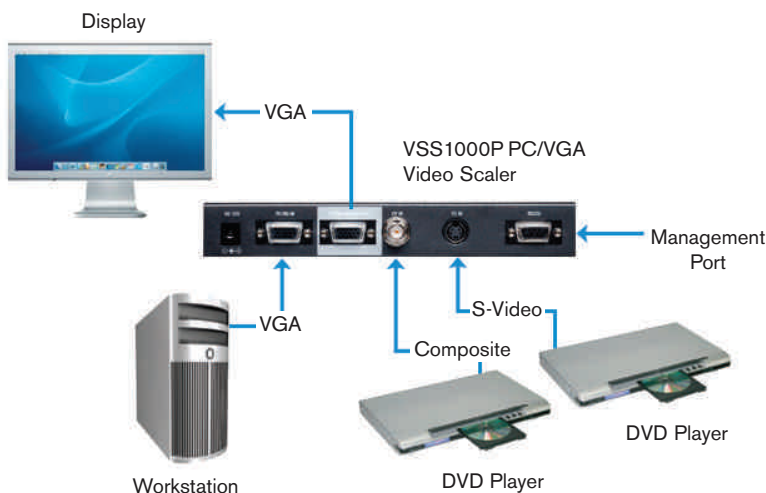 Display
VGA
VSS1000P PC/VGA
Video Scaler
Management
Port
VGA
S-Video
Composite
DVD Player
DVD Player
Workstation